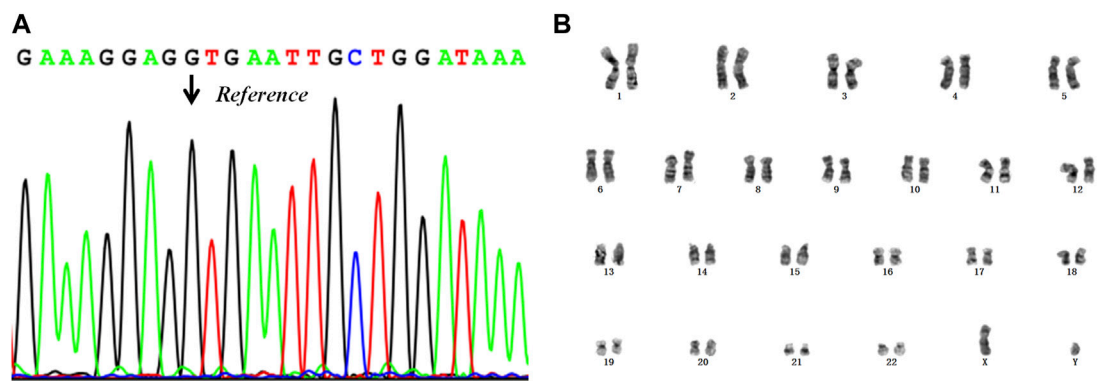 A
GAAAGGAGGTGAATTGCTGGATAAA
Reference
B
1 2 3 4 5
6 7 8 9 10 11 12
13 14 15 16 17 18
19 20 21 22 X Y